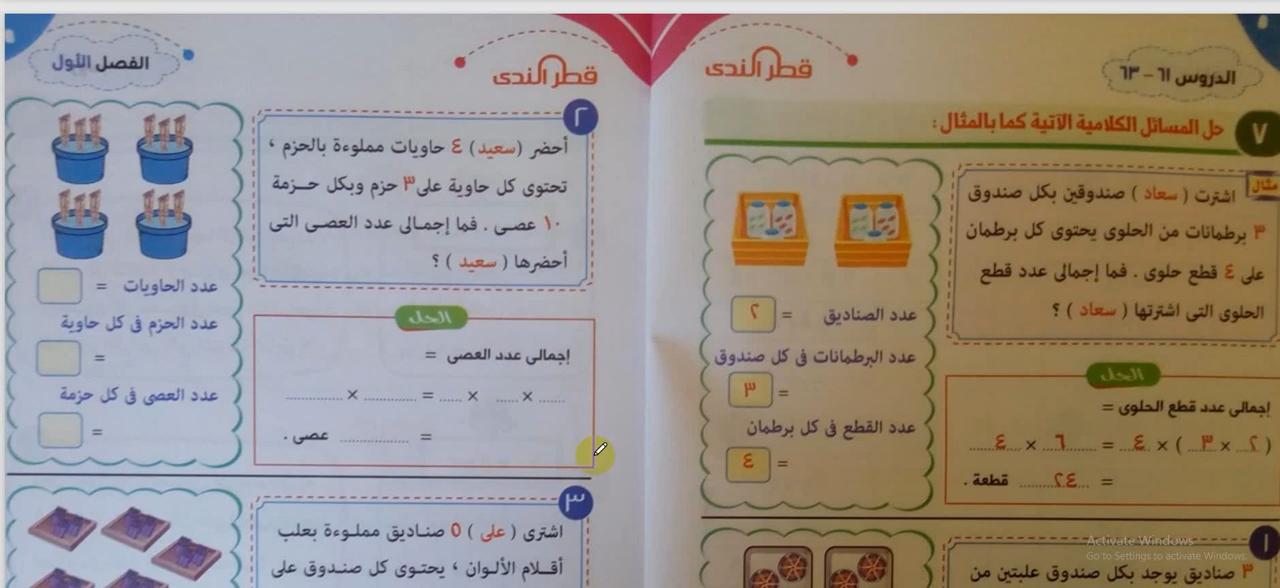 الدروس ٦١ - ٦٣
قطر الندى
٧ حل المسائل الكلامية الآتية كما بالمثال :
مثال
اشترت ( سعاد ) صندوقين بكل صندوق
٣ برطمانات من الحلوى يحتوى كل برطمان
على ٤ قطع حلوى . فما إجمالى عدد قطع
الحلوى التى اشترتها ( سعاد ) ؟
عدد الصناديق = ٢
عدد البرطمانات فى كل صندوق
= ٣
عدد القطع فى كل برطمان
= ٤
الحل
إجمالى عدد قطع الحلوى =
( ٢ × ٣ ) × ٤ = ٦ × ٤
= ٢٤ قطعة .
١
٣ صناديق يوجد بكل صندوق علبتين من
Activate Windows
Go to Settings to activate Windows.
قطر الندى
الفصل الأول
٢
أحضر ( سعيد ) ٤ حاويات مملوءة بالحزم ،
تحتوى كل حاوية على ٣ حزم وبكل حزمة
١٠ عصى . فما إجمالى عدد العصى التى
أحضرها ( سعيد ) ؟
عدد الحاويات =
عدد الحزم فى كل حاوية
=
عدد العصى فى كل حزمة
=
الحل
إجمالى عدد العصى =
...... × ...... × ...... = ............ × ............
= ............ عصى .
٣
اشترى ( على ) ٥ صناديق مملوءة بعلب
أقلام الألوان ، يحتوى كل صندوق على